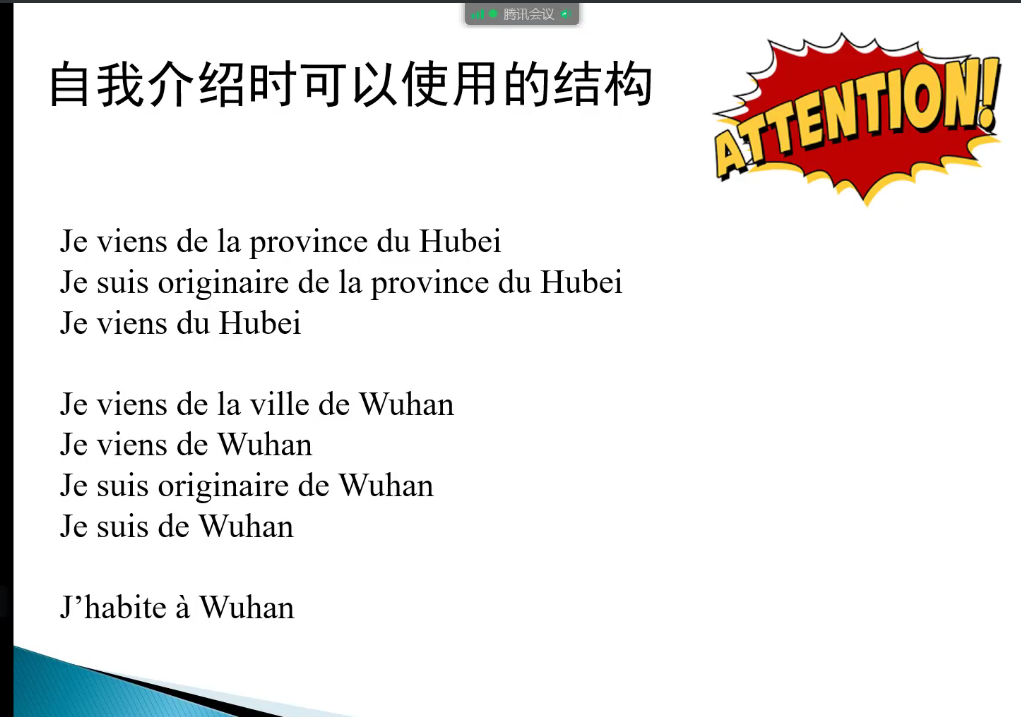 腾讯会议
自我介绍时可以使用的结构
ATTENTION!
Je viens de la province du Hubei
Je suis originaire de la province du Hubei
Je viens du Hubei
Je viens de la ville de Wuhan
Je viens de Wuhan
Je suis originaire de Wuhan
Je suis de Wuhan
J’habite à Wuhan